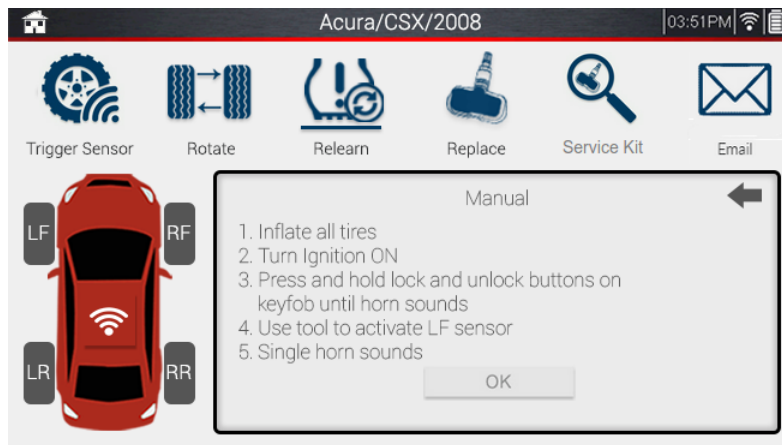 Acura/CSX/2008
03:51PM
Trigger Sensor
Rotate
Relearn
Replace
Service Kit
Email
Manual
1. Inflate all tires
2. Turn Ignition ON
3. Press and hold lock and unlock buttons on
keyfob until horn sounds
4. Use tool to activate LF sensor
5. Single horn sounds
OK
LF
RF
LR
RR